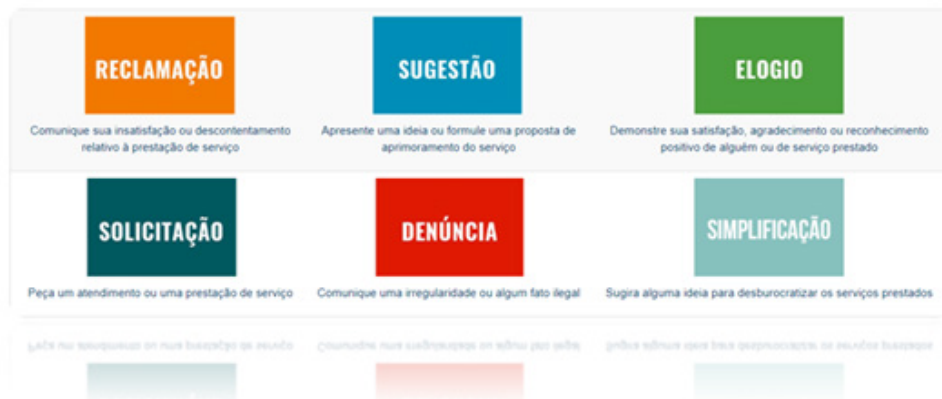 RECLAMAÇÃO
SUGESTÃO
ELOGIO
Comunique sua insatisfação ou descontentamento
relativo à prestação de serviço
Apresente uma ideia ou formule uma proposta de
aprimoramento do serviço
Demonstre sua satisfação, agradecimento ou reconhecimento
positivo de alguém ou de serviço prestado
SOLICITAÇÃO
DENÚNCIA
SIMPLIFICAÇÃO
Peça um atendimento ou uma prestação de serviço
Comunique uma irregularidade ou algum fato ilegal
Sugira alguma ideia para desburocratizar os serviços prestados